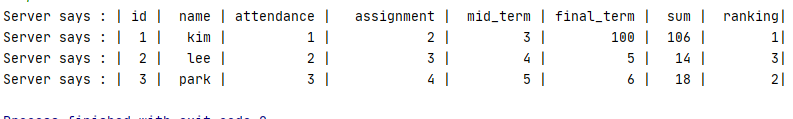 Server says : | id | name | attendance | assignment | mid_term | final_term | sum | ranking|
Server says : | 1 | kim | 1 | 2 | 3 | 100 | 106 | 1|
Server says : | 2 | lee | 2 | 3 | 4 | 5 | 14 | 3|
Server says : | 3 | park | 3 | 4 | 5 | 6 | 18 | 2|
Process finished with exit code 0